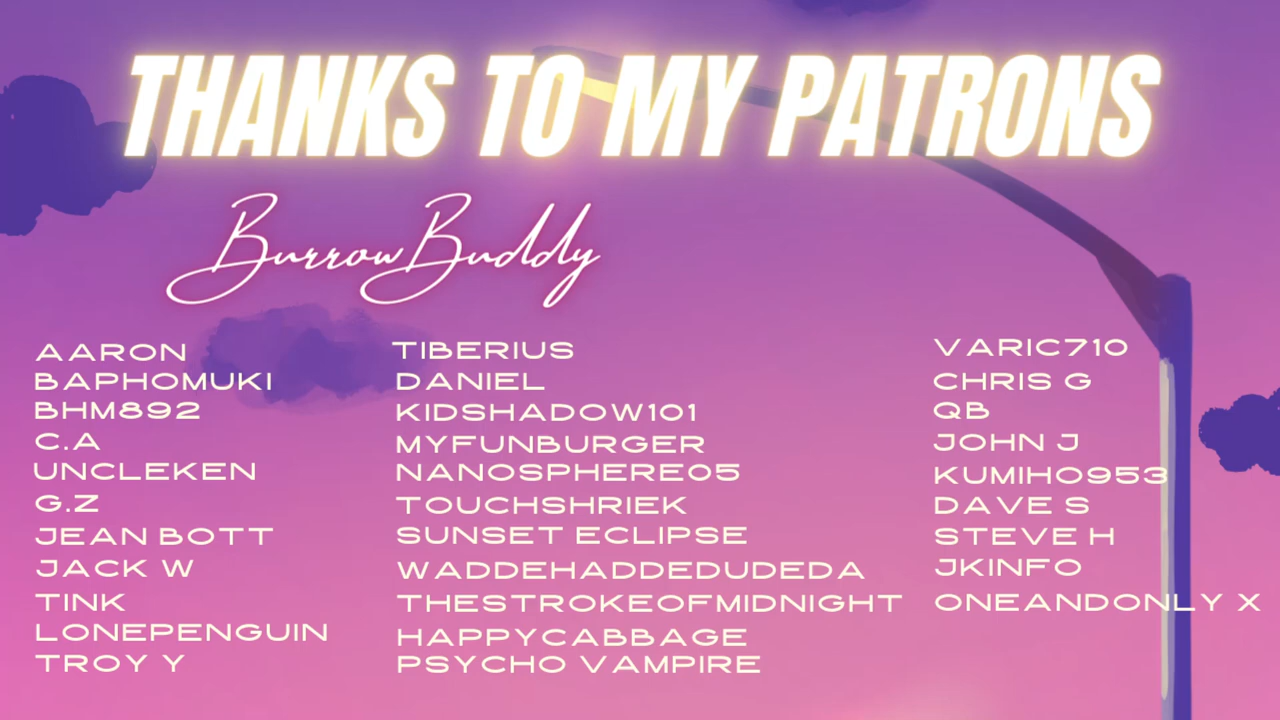 THANKS TO MY PATRONS
BurrowBuddy
AARON
BAPHOMUKI
BHM892
C.A
UNCLEKEN
G.Z
JEAN BOTT
JACK W
TINK
LONEPENGUIN
TROY Y
TIBERIUS
DANIEL
KIDSHADOW101
MYFUNBURGER
NANOSPHERE05
TOUCHSHRIEK
SUNSET ECLIPSE
WADDEHADDEDUDEDA
THESTROKEOFMIDNIGHT
HAPPYCABBAGE
PSYCHO VAMPIRE
VARIC710
CHRIS G
QB
JOHN J
KUMIHO953
DAVE S
STEVE H
JKINFO
ONEANDONLY X